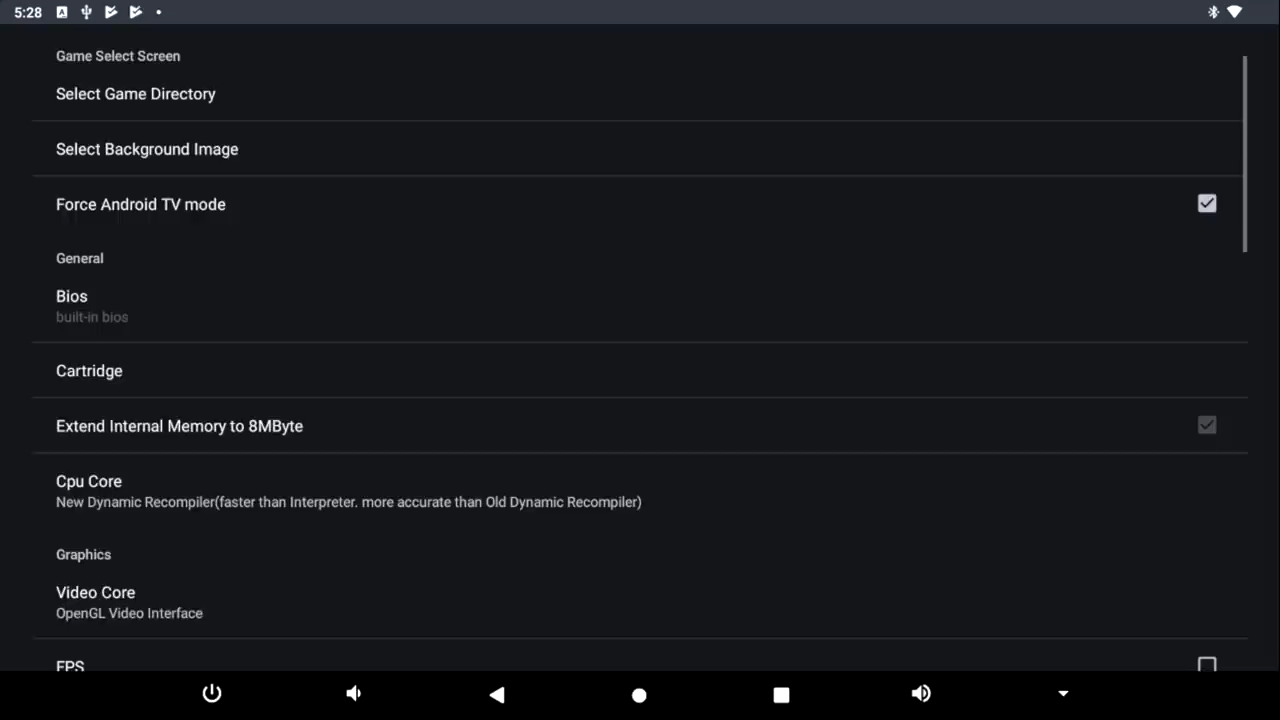 5:28
Game Select Screen
Select Game Directory
Select Background Image
Force Android TV mode
General
Bios
built-in bios
Cartridge
Extend Internal Memory to 8MByte
Cpu Core
New Dynamic Recompiler(faster than Interpreter. more accurate than Old Dynamic Recompiler)
Graphics
Video Core
OpenGL Video Interface
FPS